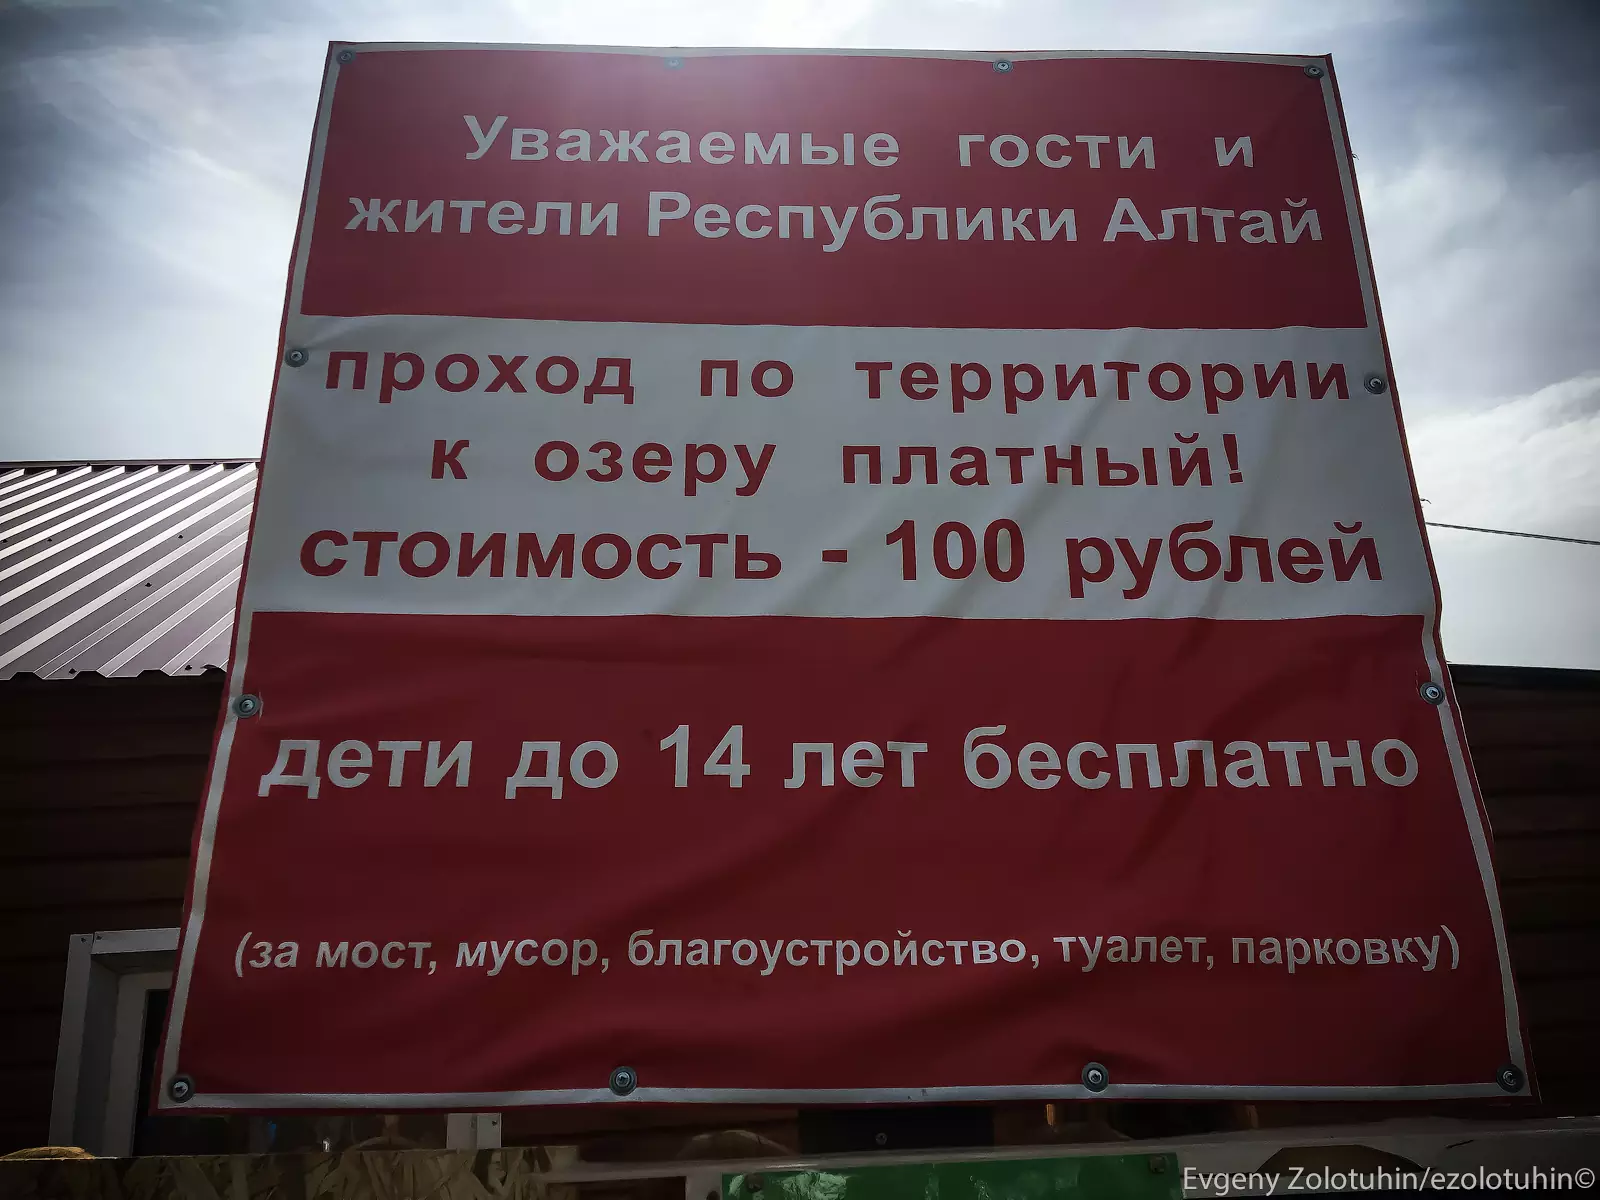 Уважаемые гости и
жители Республики Алтай
проход по территории
к озеру платный!
стоимость - 100 рублей
дети до 14 лет бесплатно
(за мост, мусор, благоустройство, туалет, парковку)
Evgeny Zolotuhin/ezolotuhin©